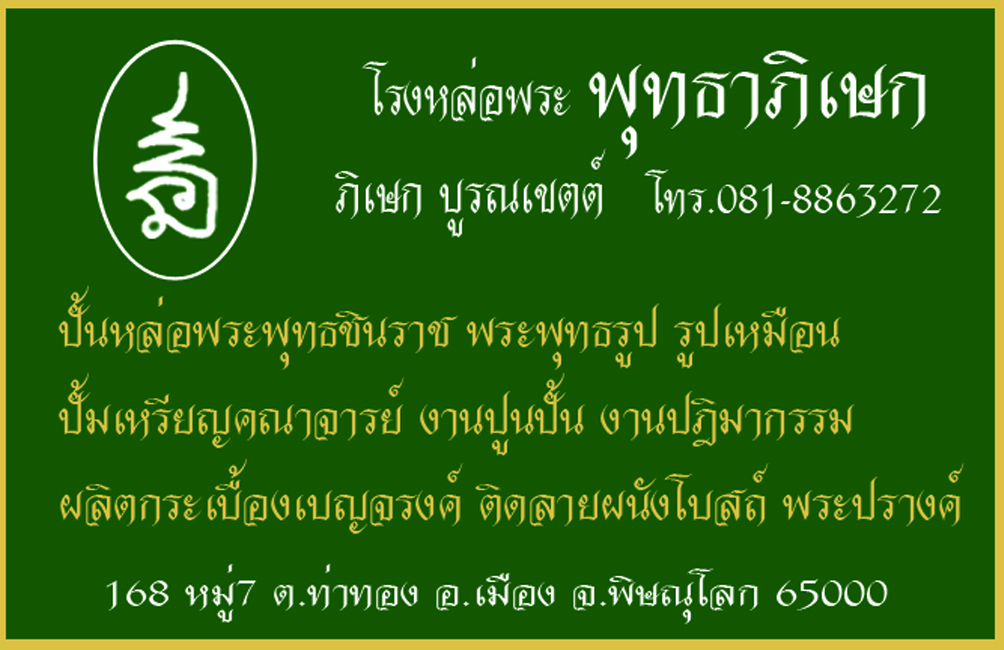 โรงหล่อพระ พุทธาภิเษก
ภิเษก บูรณเขตต์ โทร.081-8863272
ปั้นหล่อพระพุทธชินราช พระพุทธรูป รูปเหมือน
ปั้มเหรียญคณาจารย์ งานปูนปั้น งานปฎิมากรรม
ผลิตกระเบื้องเบญจรงค์ ติดลายผนังโบสถ์ พระปรางค์
168 หมู่7 ต.ท่าทอง อ.เมือง จ.พิษณุโลก 65000